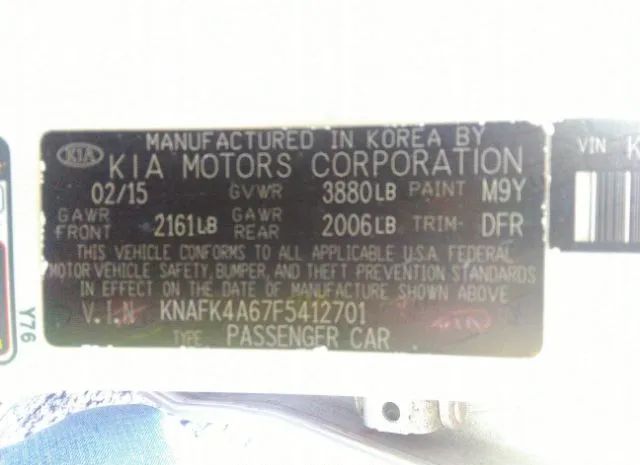 MANUFACTURED IN KOREA BY
KIA KIA MOTORS CORPORATION
02/15 GVWR 3880LB PAINT M9Y
GAWR FRONT 2161LB GAWR REAR 2006LB TRIM- DFR
THIS VEHICLE CONFORMS TO ALL APPLICABLE U.S.A. FEDERAL
MOTOR VEHICLE SAFETY, BUMPER, AND THEFT PREVENTION STANDARDS
IN EFFECT ON THE DATE OF MANUFACTURE SHOWN ABOVE
V.I.N KNAFK4A67F5412701
TYPE: PASSENGER CAR
Y76
VIN K